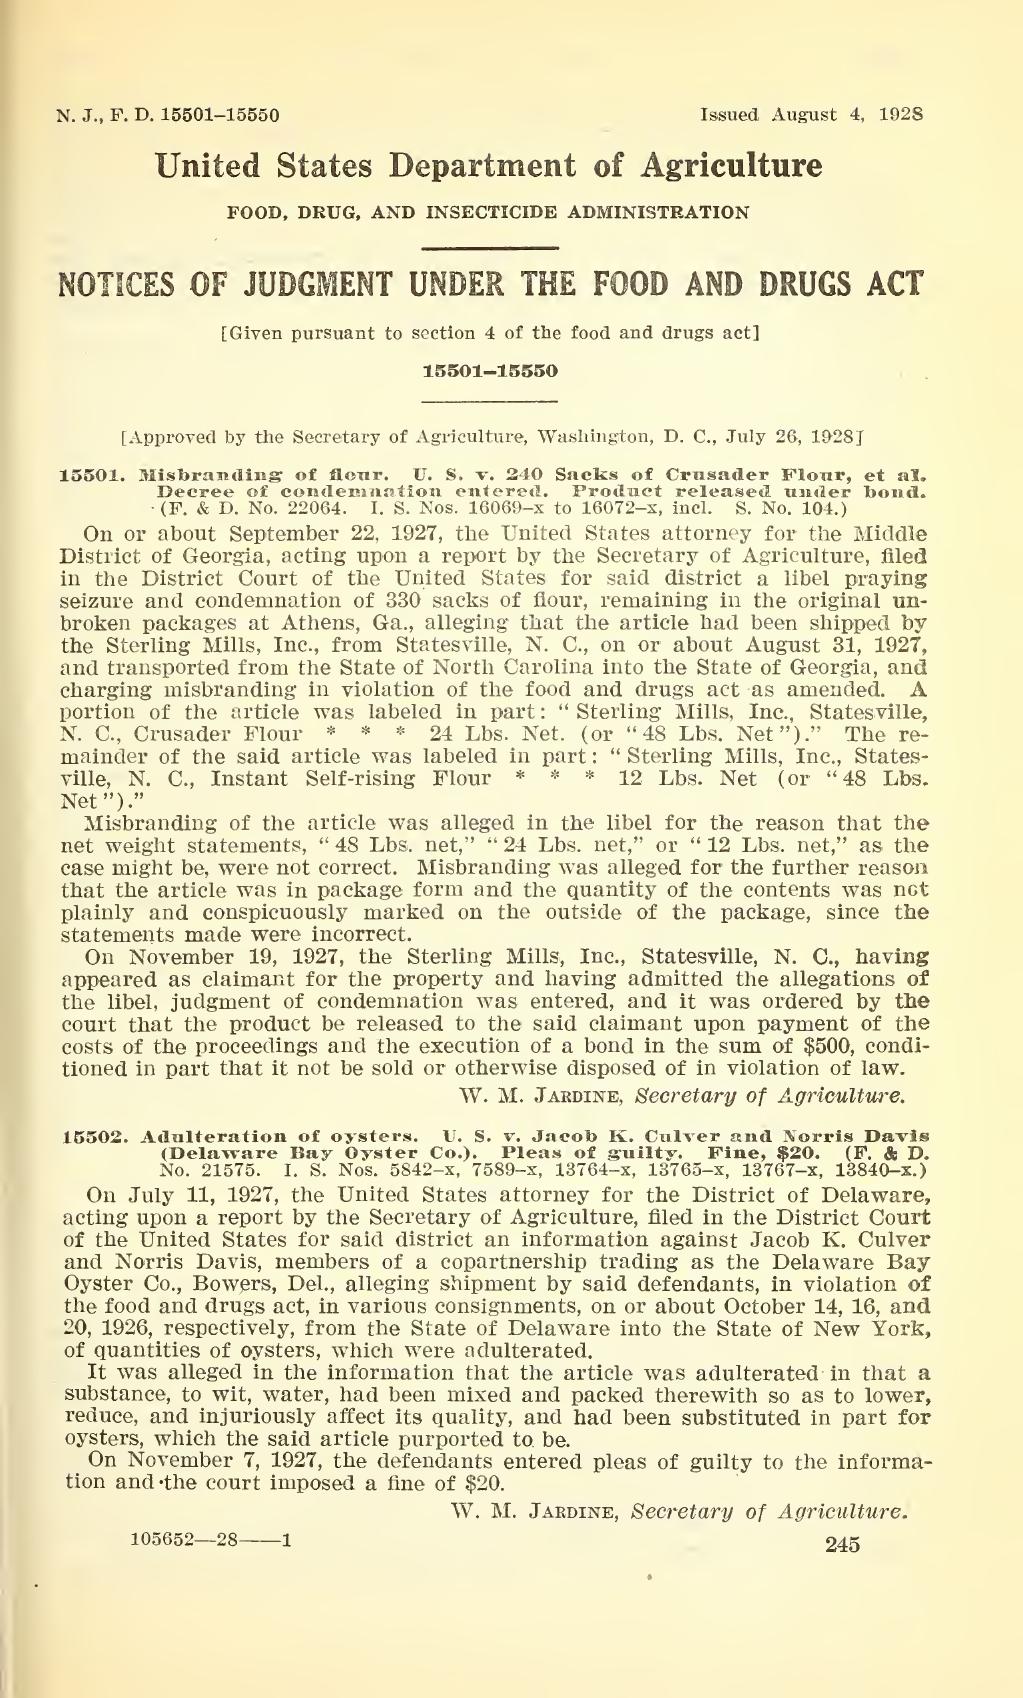 N. J., F. D. 15501–15550 Issued August 4, 1928
United States Department of Agriculture
FOOD, DRUG, AND INSECTICIDE ADMINISTRATION
NOTICES OF JUDGMENT UNDER THE FOOD AND DRUGS ACT
[Given pursuant to section 4 of the food and drugs act]
15501–15550
[Approved by the Secretary of Agriculture, Washington, D. C., July 26, 1928]
15501. Misbranding of flour. U. S. v. 240 Sacks of Crusader Flour, et al.
Decree of condemnation entered. Product released under bond.
(F. & D. No. 22064. I. S. Nos. 16069–x to 16072–x, incl. S. No. 104.)
On or about September 22, 1927, the United States attorney for the Middle
District of Georgia, acting upon a report by the Secretary of Agriculture, filed
in the District Court of the United States for said district a libel praying
seizure and condemnation of 330 sacks of flour, remaining in the original un-
broken packages at Athens, Ga., alleging that the article had been shipped by
the Sterling Mills, Inc., from Statesville, N. C., on or about August 31, 1927,
and transported from the State of North Carolina into the State of Georgia, and
charging misbranding in violation of the food and drugs act as amended. A
portion of the article was labeled in part: “ Sterling Mills, Inc., Statesville,
N. C., Crusader Flour * * * 24 Lbs. Net. (or “ 48 Lbs. Net ”).” The re-
mainder of the said article was labeled in part: “ Sterling Mills, Inc., States-
ville, N. C., Instant Self-rising Flour * * * 12 Lbs. Net (or “ 48 Lbs.
Net ”).”
Misbranding of the article was alleged in the libel for the reason that the
net weight statements, “ 48 Lbs. net,” “ 24 Lbs. net,” or “ 12 Lbs. net,” as the
case might be, were not correct. Misbranding was alleged for the further reason
that the article was in package form and the quantity of the contents was not
plainly and conspicuously marked on the outside of the package, since the
statements made were incorrect.
On November 19, 1927, the Sterling Mills, Inc., Statesville, N. C., having
appeared as claimant for the property and having admitted the allegations of
the libel, judgment of condemnation was entered, and it was ordered by the
court that the product be released to the said claimant upon payment of the
costs of the proceedings and the execution of a bond in the sum of $500, condi-
tioned in part that it not be sold or otherwise disposed of in violation of law.
W. M. JARDINE, Secretary of Agriculture.
15502. Adulteration of oysters. U. S. v. Jacob K. Culver and Norris Davis
(Delaware Bay Oyster Co.). Pleas of guilty. Fine, $20. (F. & D.
No. 21575. I. S. Nos. 5842–x, 7589–x, 13764–x, 13765–x, 13767–x, 13840–x.)
On July 11, 1927, the United States attorney for the District of Delaware,
acting upon a report by the Secretary of Agriculture, filed in the District Court
of the United States for said district an information against Jacob K. Culver
and Norris Davis, members of a copartnership trading as the Delaware Bay
Oyster Co., Bowers, Del., alleging shipment by said defendants, in violation of
the food and drugs act, in various consignments, on or about October 14, 16, and
20, 1926, respectively, from the State of Delaware into the State of New York,
of quantities of oysters, which were adulterated.
It was alleged in the information that the article was adulterated in that a
substance, to wit, water, had been mixed and packed therewith so as to lower,
reduce, and injuriously affect its quality, and had been substituted in part for
oysters, which the said article purported to be.
On November 7, 1927, the defendants entered pleas of guilty to the informa-
tion and the court imposed a fine of $20.
W. M. JARDINE, Secretary of Agriculture.
105652—28——1 245